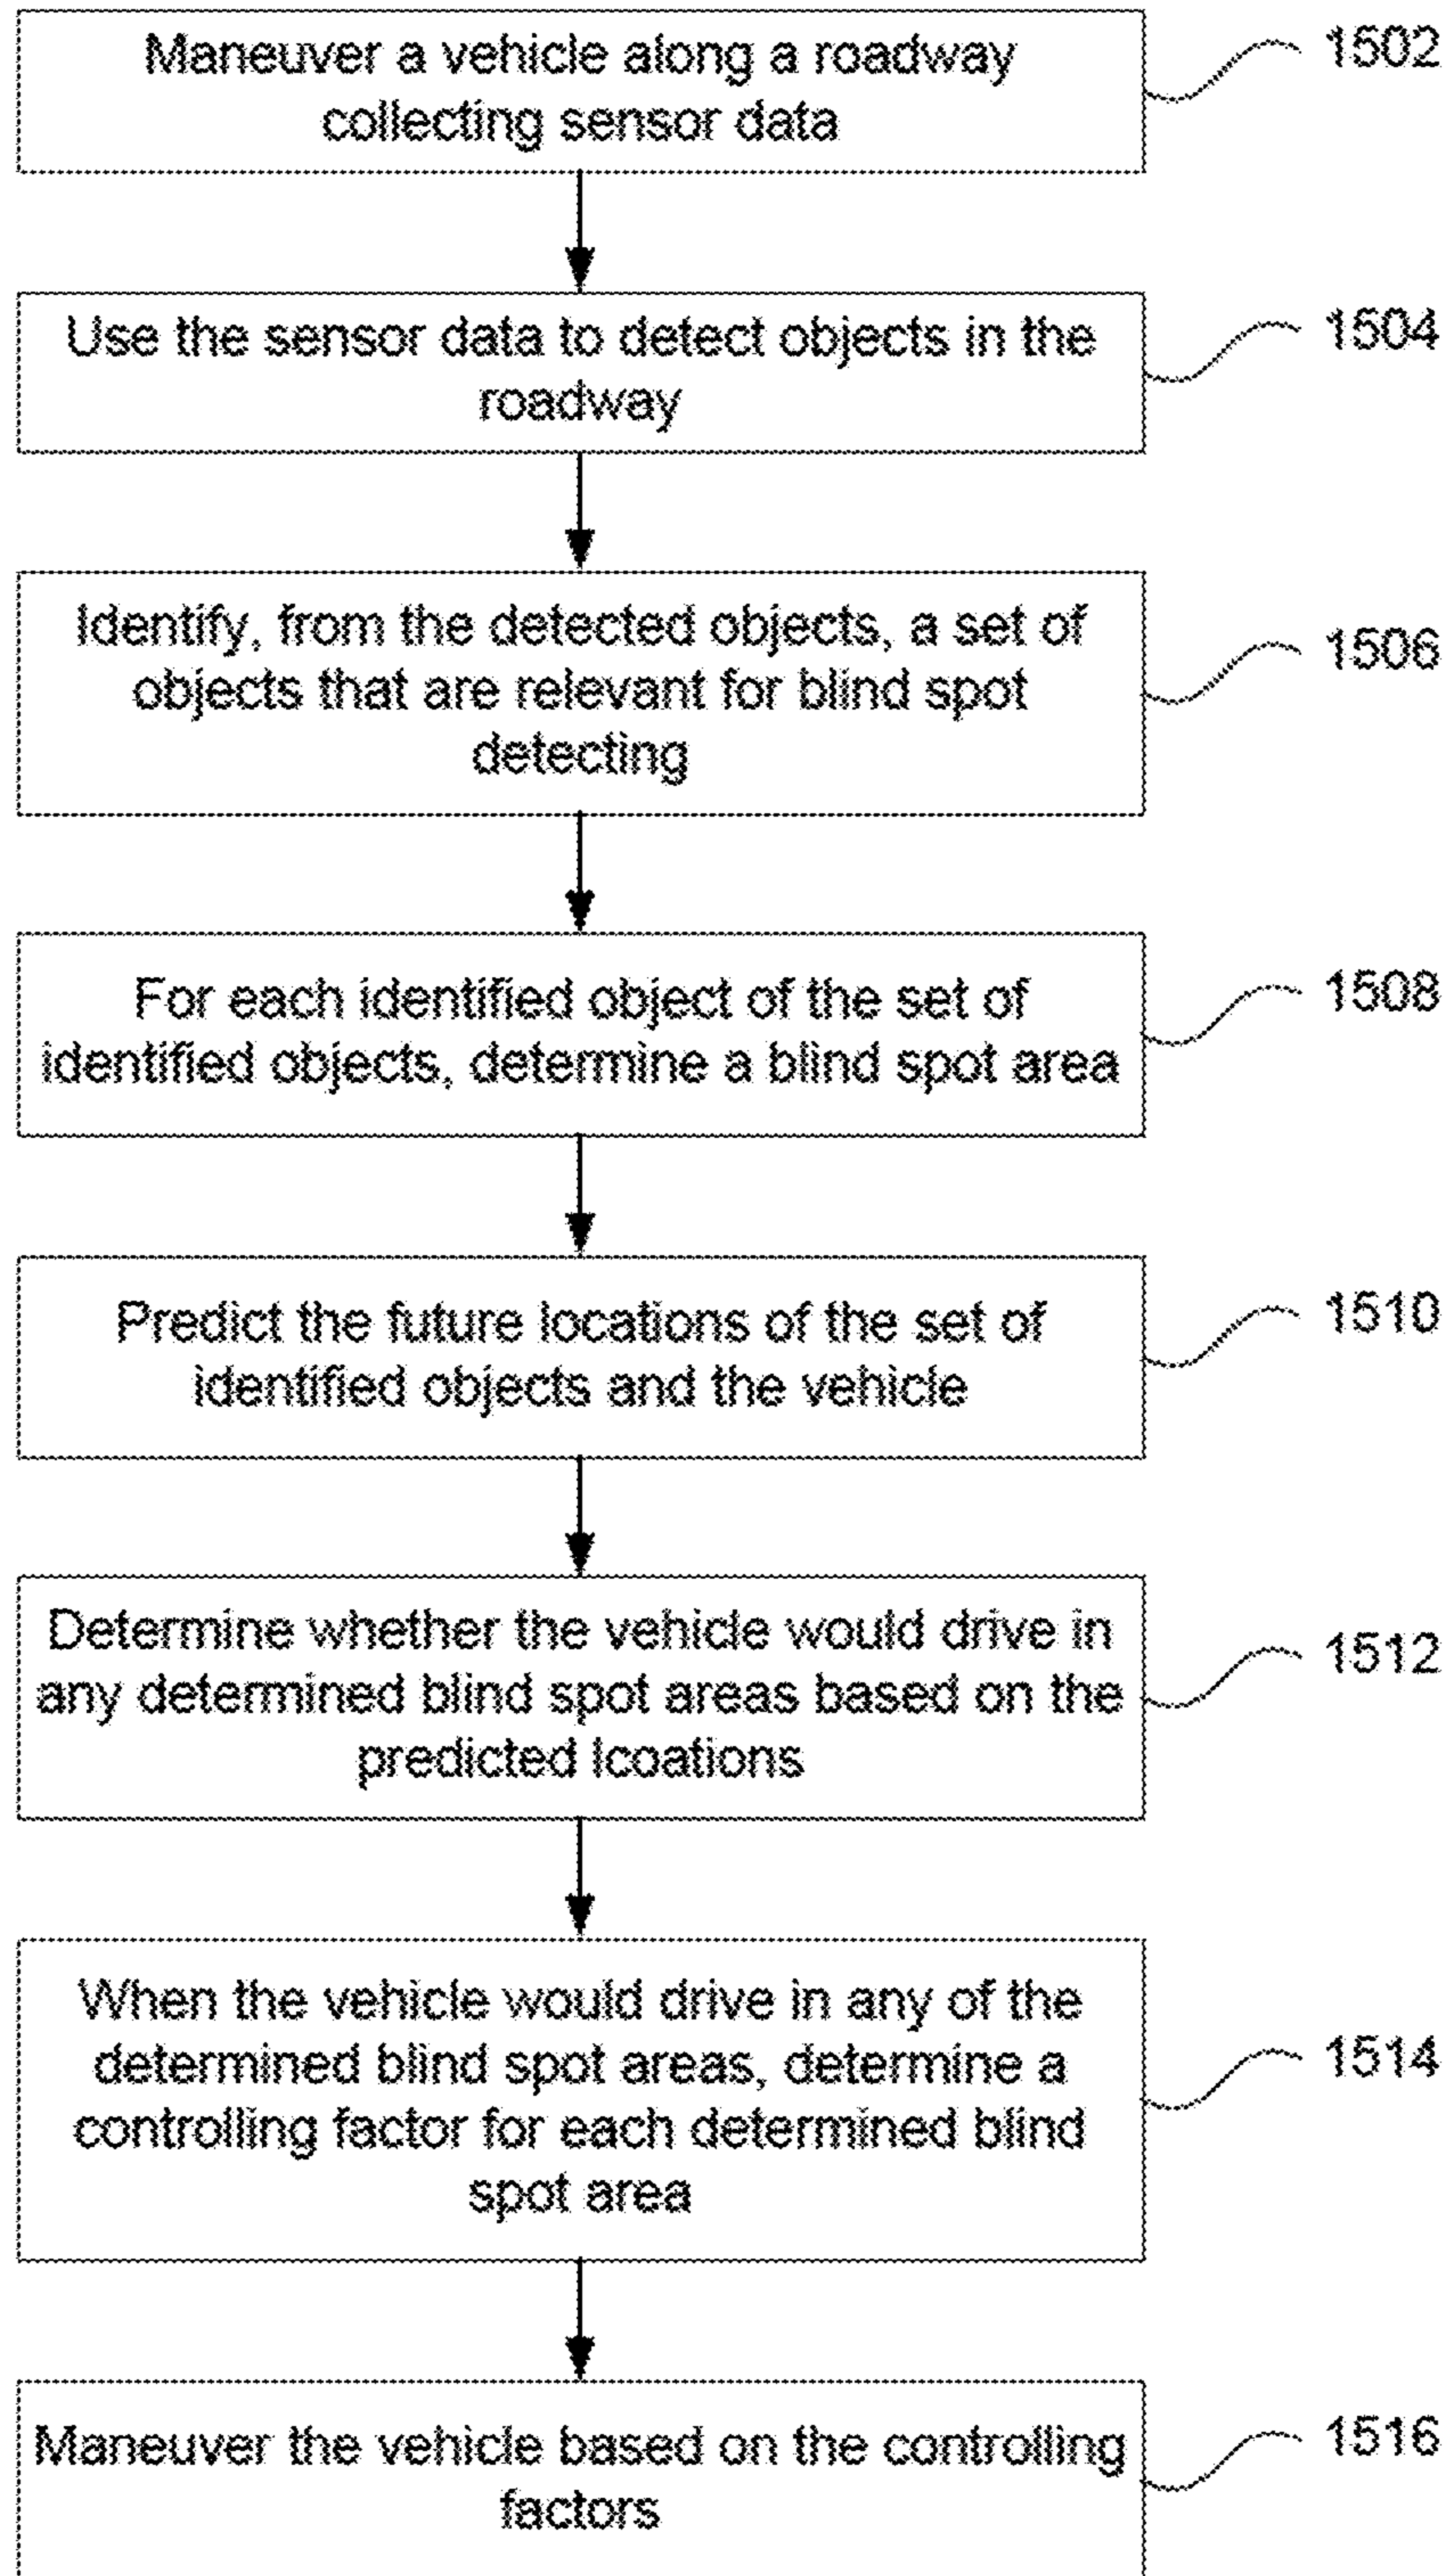 Maneuver a vehicle along a roadway
collecting sensor data
1502
Use the sensor data to detect objects in the
roadway
1504
Identify, from the detected objects, a set of
objects that are relevant for blind spot
detecting
1506
For each identified object of the set of
identified objects, determine a blind spot area
1508
Predict the future locations of the set of
identified objects and the vehicle
1510
Determine whether the vehicle would drive in
any determined blind spot areas based on the
predicted lcoations
1512
When the vehicle would drive in any of the
determined blind spot areas, determine a
controlling factor for each determined blind
spot area
1514
Maneuver the vehicle based on the controlling
factors
1516